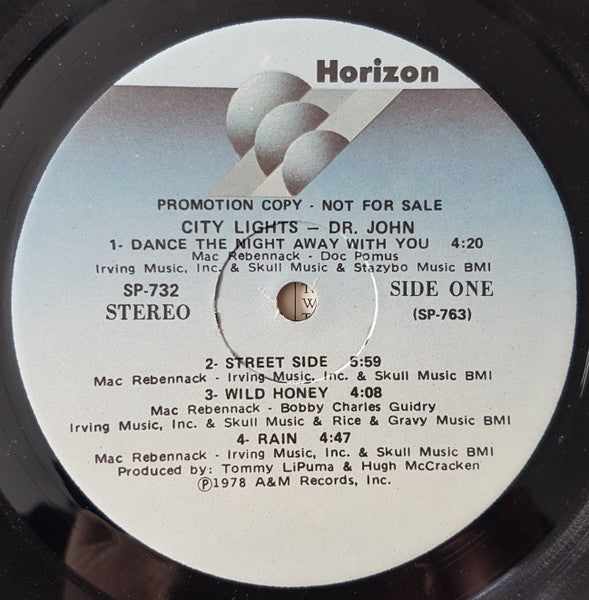 Horizon
PROMOTION COPY - NOT FOR SALE
CITY LIGHTS — DR. JOHN
1- DANCE THE NIGHT AWAY WITH YOU 4:20
Mac Rebennack - Doc Pomus
Irving Music, Inc. & Skull Music & Stazybo Music BMI
SP-732 SIDE ONE
STEREO (SP-763)
2- STREET SIDE 5:59
Mac Rebennack - Irving Music, Inc. & Skull Music BMI
3- WILD HONEY 4:08
Mac Rebennack - Bobby Charles Guidry
Irving Music, Inc. & Skull Music & Rice & Gravy Music BMI
4- RAIN 4:47
Mac Rebennack - Irving Music, Inc. & Skull Music BMI
Produced by: Tommy LiPuma & Hugh McCracken
℗1978 A&M Records, Inc.